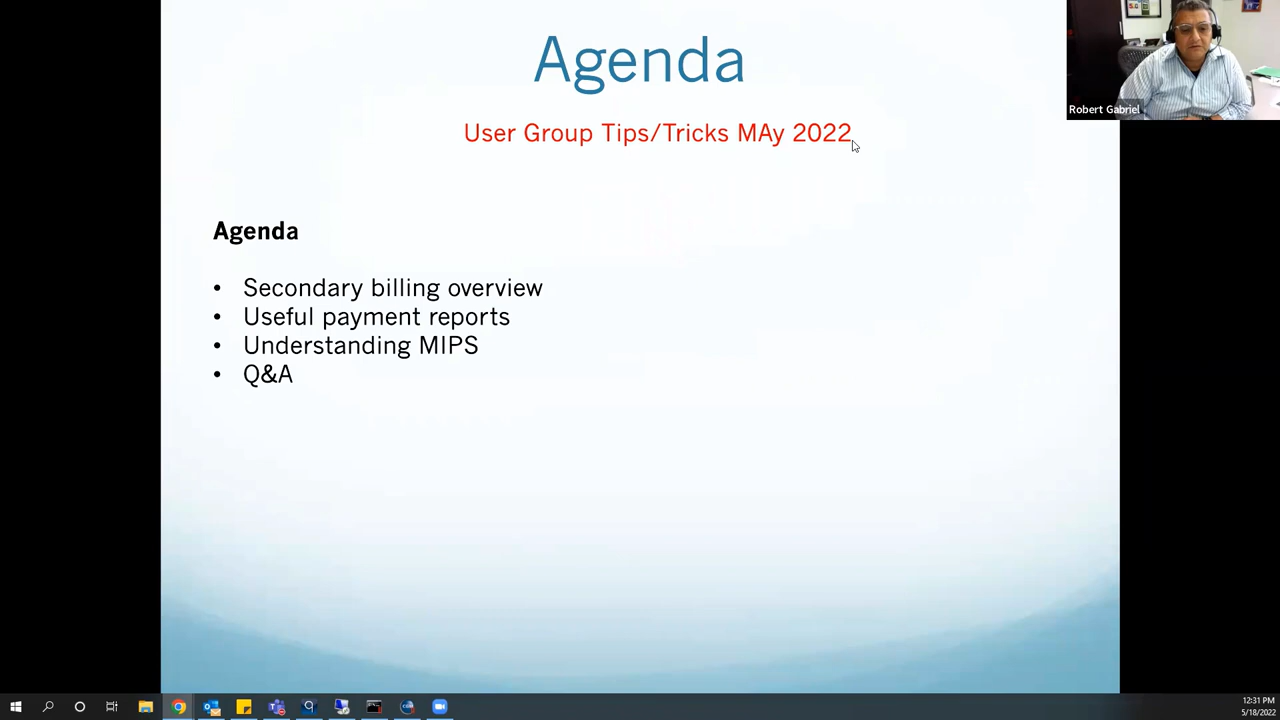 Agenda
User Group Tips/Tricks MAy 2022
Robert Gabriel
Agenda
• Secondary billing overview
• Useful payment reports
• Understanding MIPS
• Q&A
12:31 PM
5/18/2022